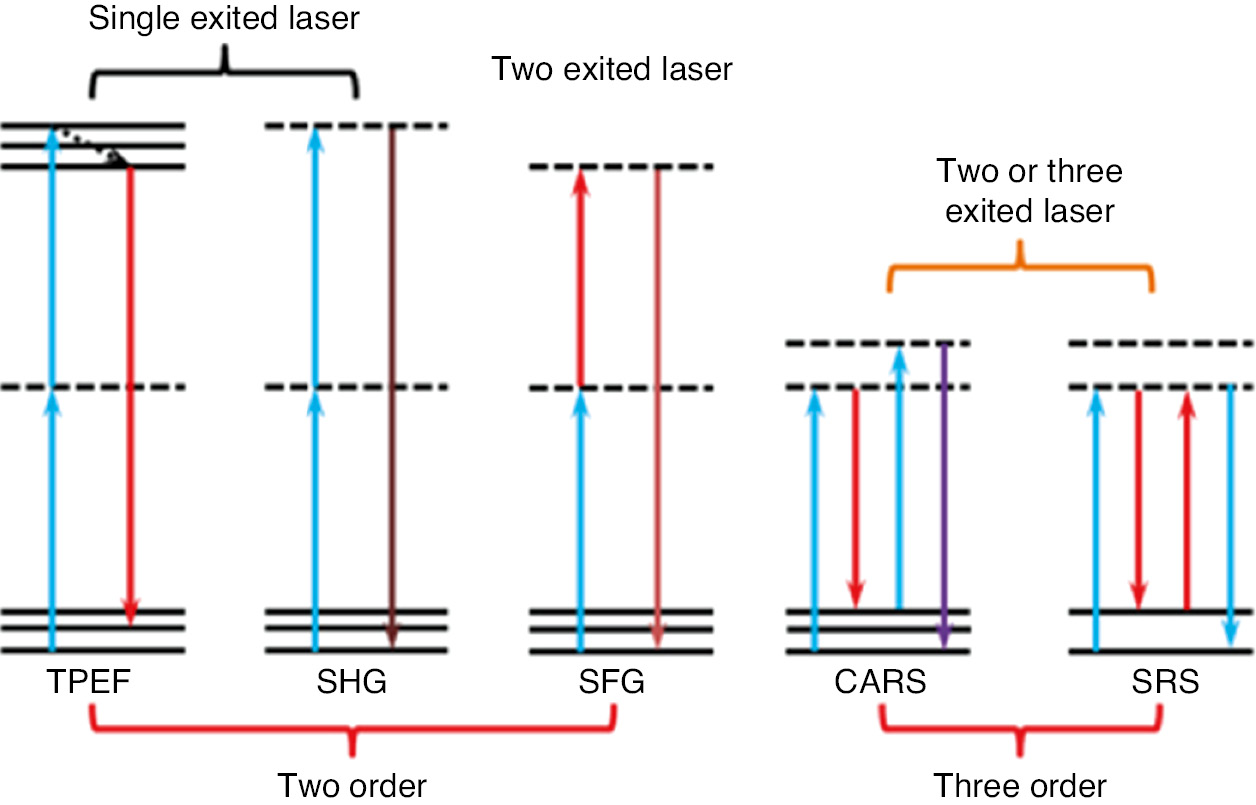 Single exited laser
Two exited laser
Two or three
exited laser
TPEF
SHG
SFG
CARS
SRS
Two order
Three order